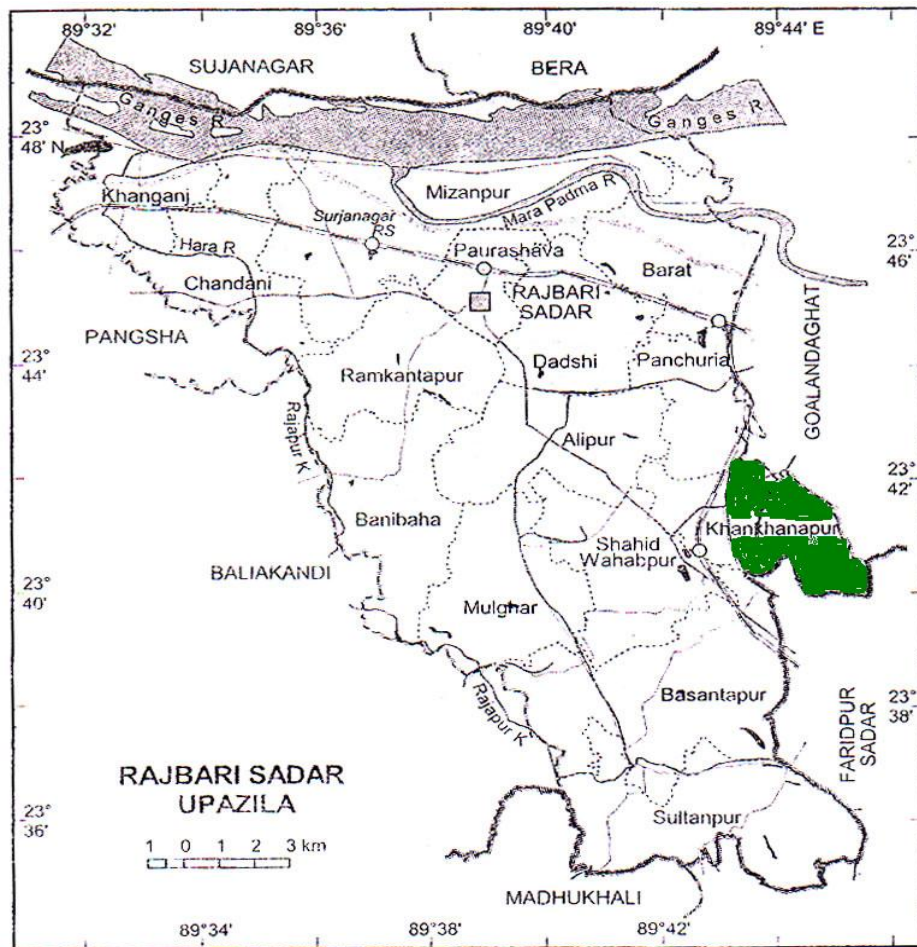 89°32'
89°36'
89°40'
89°44' E
SUJANAGAR
BERA
Ganges R
Ganges R
23°
48' N
Khanganj
Mizanpur
Mara Padma R
Surjanagar
RS
Hara R
Paurashava
Barat
23°
46'
Chandani
RAJBARI
SADAR
PANGSHA
GOALANDAGHAT
23°
44'
Ramkantapur
Dadshi
Panchuria
Rajapur K
Alipur
23°
42'
Banibaha
Khankhanapur
Shahid
Wahabpur
BALIAKANDI
23°
40'
Mulghar
Rajapur K
Basantapur
23°
38'
FARIDPUR
SADAR
RAJBARI SADAR
UPAZILA
23°
36'
Sultanpur
1 0 1 2 3 km
MADHUKHALI
89°34'
89°38'
89°42'